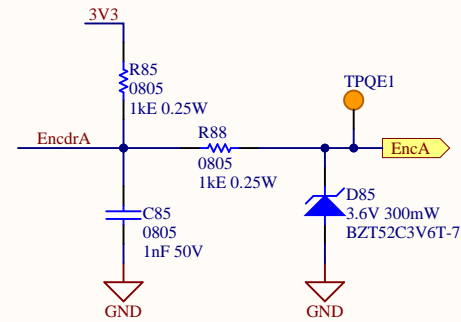 3V3
R85
0805
1kE 0.25W
TPQE1
EncdrA
R88
0805
1kE 0.25W
EncA
C85
0805
1nF 50V
D85
3.6V 300mW
BZT52C3V6T-7
GND
GND